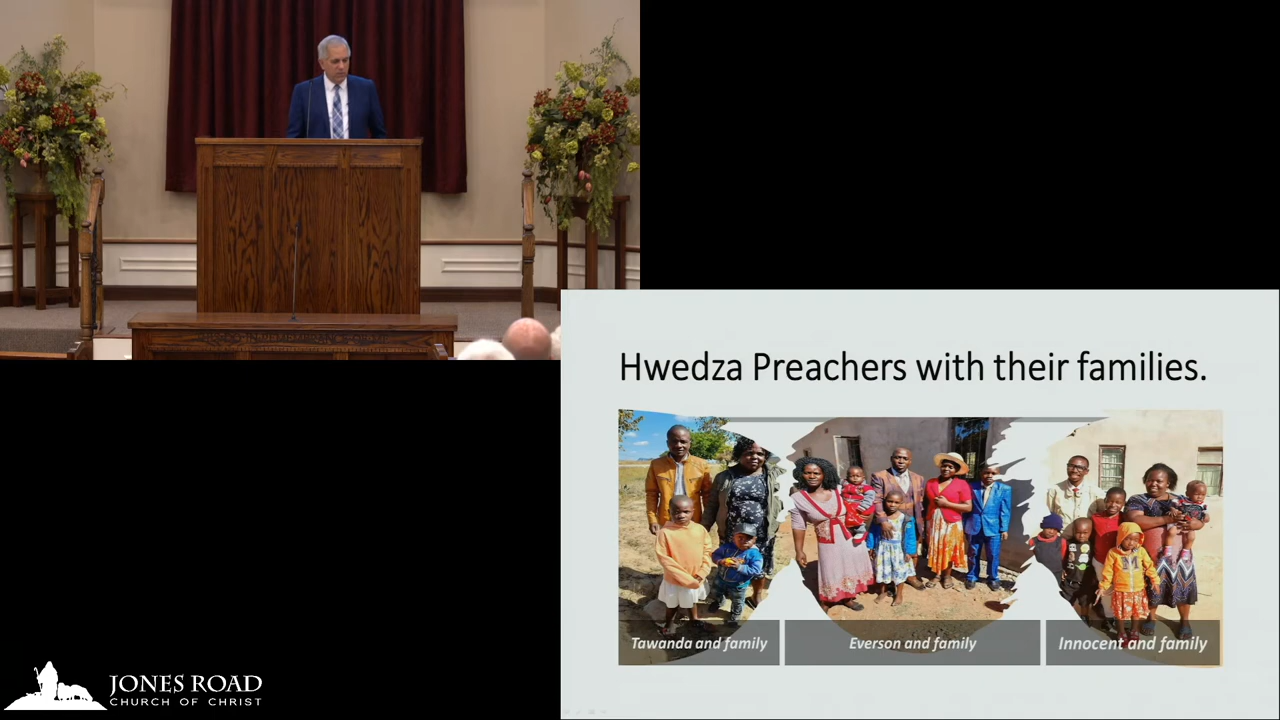 Hwedza Preachers with their families.
Tawanda and family
Everson and family
Innocent and family
JONES ROAD
CHURCH OF CHRIST